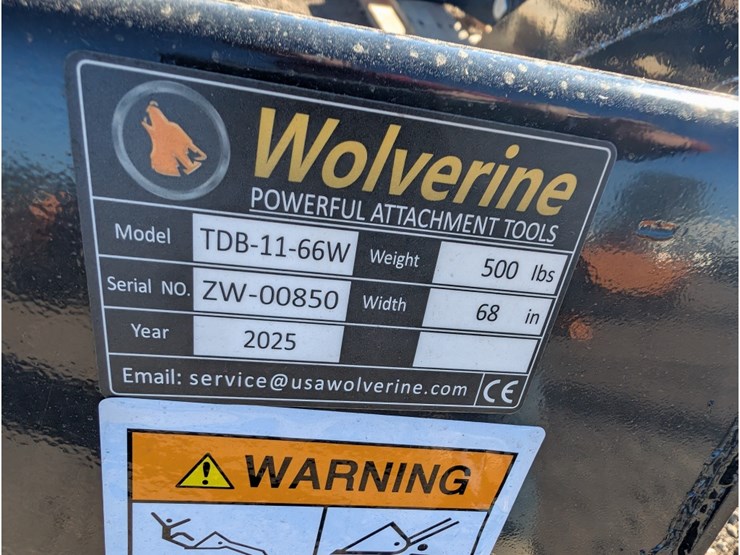 Wolverine
POWERFUL ATTACHMENT TOOLS
Model TDB-11-66W Weight 500 lbs
Serial NO. ZW-00850 Width 68 in
Year 2025
Email: service@usawolverine.com CE
WARNING